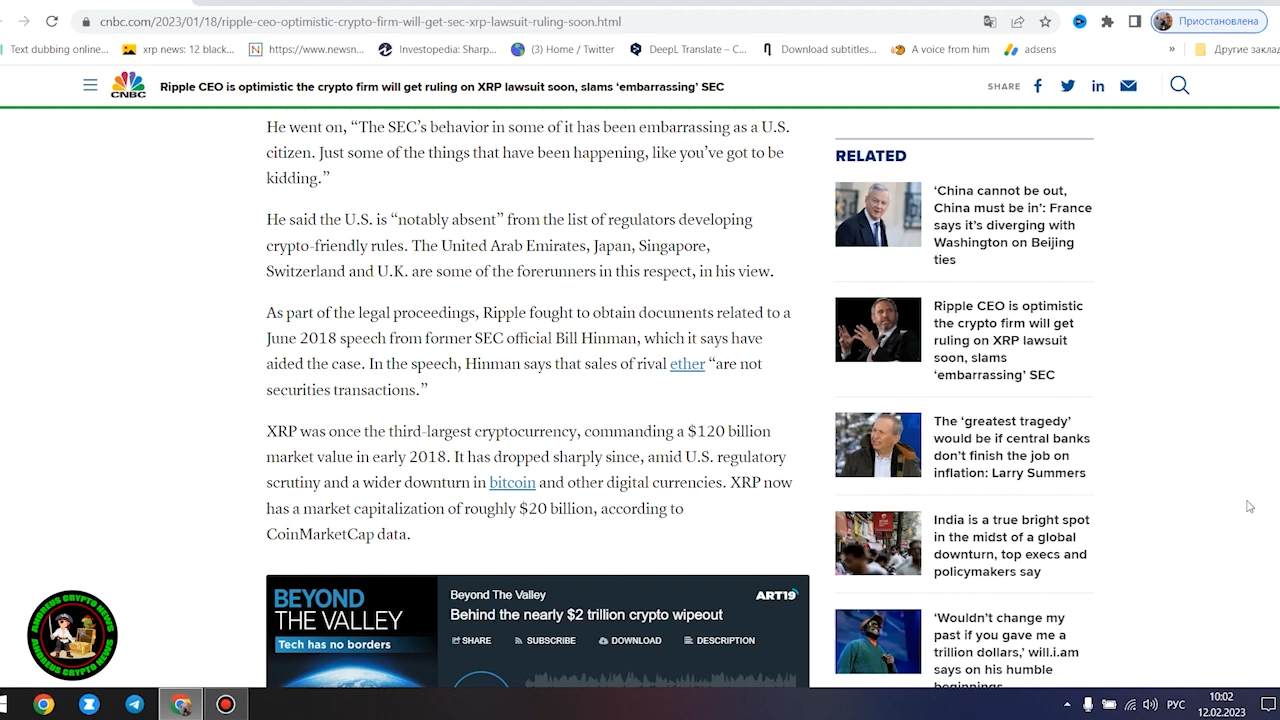 cnbc.com/2023/01/18/ripple-ceo-optimistic-crypto-firm-will-get-sec-xrp-lawsuit-ruling-soon.html
Приостановлена
Text dubbing online...
xrp news: 12 black...
https://www.newsn...
Investopedia: Sharp...
(3) Home / Twitter
DeepL Translate – C...
Download subtitles...
A voice from him
adsens
»
Другие заклад
CNBC
Ripple CEO is optimistic the crypto firm will get ruling on XRP lawsuit soon, slams ‘embarrassing’ SEC
SHARE
He went on, “The SEC’s behavior in some of it has been embarrassing as a U.S.
citizen. Just some of the things that have been happening, like you’ve got to be
kidding.”
He said the U.S. is “notably absent” from the list of regulators developing
crypto-friendly rules. The United Arab Emirates, Japan, Singapore,
Switzerland and U.K. are some of the forerunners in this respect, in his view.
As part of the legal proceedings, Ripple fought to obtain documents related to a
June 2018 speech from former SEC official Bill Hinman, which it says have
aided the case. In the speech, Hinman says that sales of rival ether “are not
securities transactions.”
XRP was once the third-largest cryptocurrency, commanding a $120 billion
market value in early 2018. It has dropped sharply since, amid U.S. regulatory
scrutiny and a wider downturn in bitcoin and other digital currencies. XRP now
has a market capitalization of roughly $20 billion, according to
CoinMarketCap data.
BEYOND
THE VALLEY
Tech has no borders
Beyond The Valley
Behind the nearly $2 trillion crypto wipeout
ART19
SHARE
SUBSCRIBE
DOWNLOAD
DESCRIPTION
RELATED
‘China cannot be out,
China must be in’: France
says it’s diverging with
Washington on Beijing
ties
Ripple CEO is optimistic
the crypto firm will get
ruling on XRP lawsuit
soon, slams
‘embarrassing’ SEC
The ‘greatest tragedy’
would be if central banks
don’t finish the job on
inflation: Larry Summers
India is a true bright spot
in the midst of a global
downturn, top execs and
policymakers say
‘Wouldn’t change my
past if you gave me a
trillion dollars,’ will.i.am
says on his humble
beginnings
ANDREUS CRYPTO NEWS
ANDREUS CRYPTO NEWS
РУС
10:02
12.02.2023